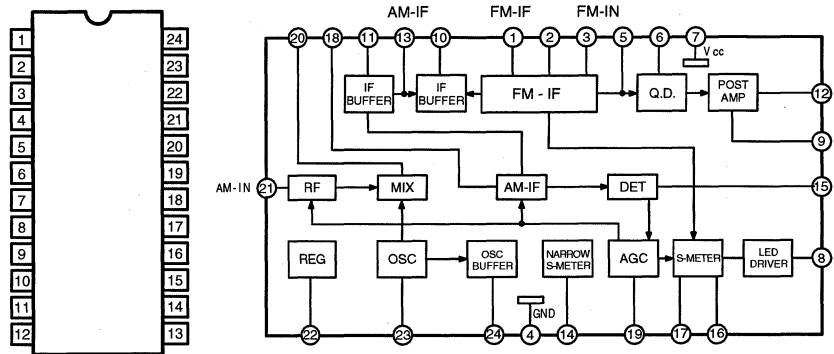 AM-IF FM-IF FM-IN
1 24
2 23
3 22
4 21
5 20
6 19
7 18
8 17
9 16
10 15
11 14
12 13
20 18 11 13 10 1 2 3 5 6 7
Vcc
IF BUFFER IF BUFFER FM - IF Q.D. POST AMP 12
9
AM-IN 21 RF MIX AM-IF DET 15
REG OSC OSC BUFFER NARROW S-METER AGC S-METER LED DRIVER 8
GND
22 23 24 4 14 19 17 16